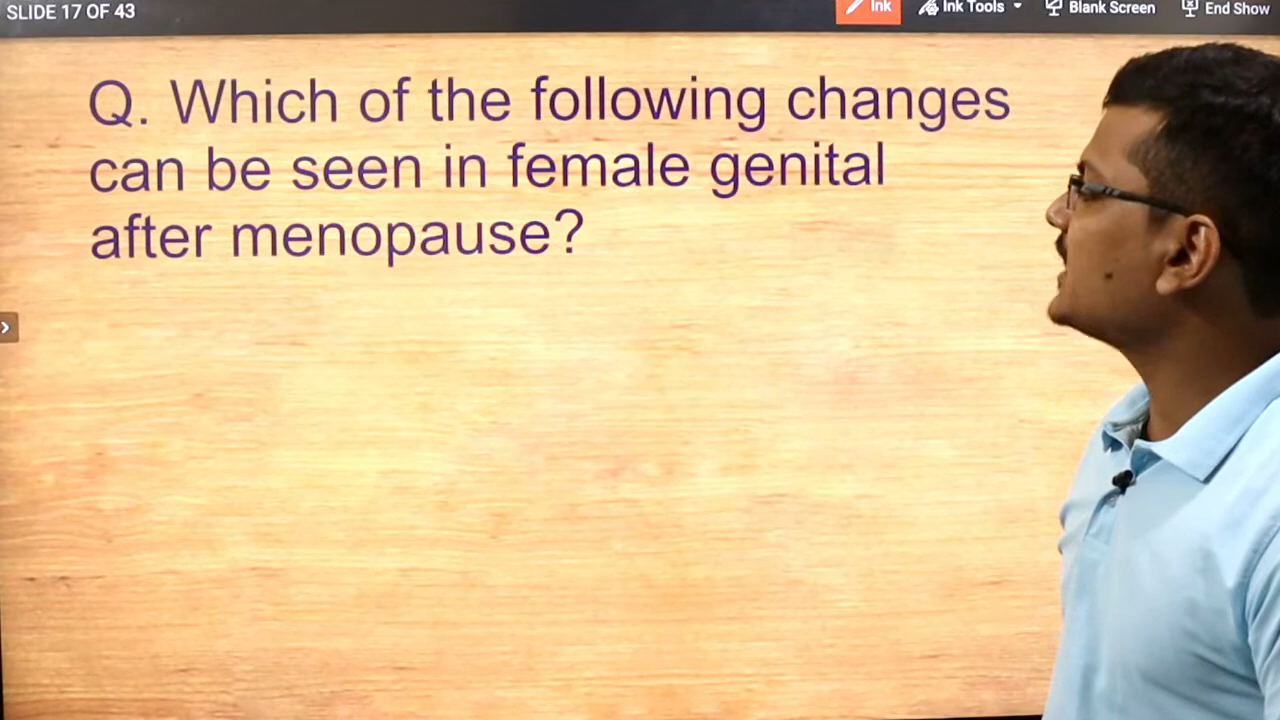 SLIDE 17 OF 43
Ink
Ink Tools
Blank Screen
End Show
Q. Which of the following changes
can be seen in female genital
after menopause?